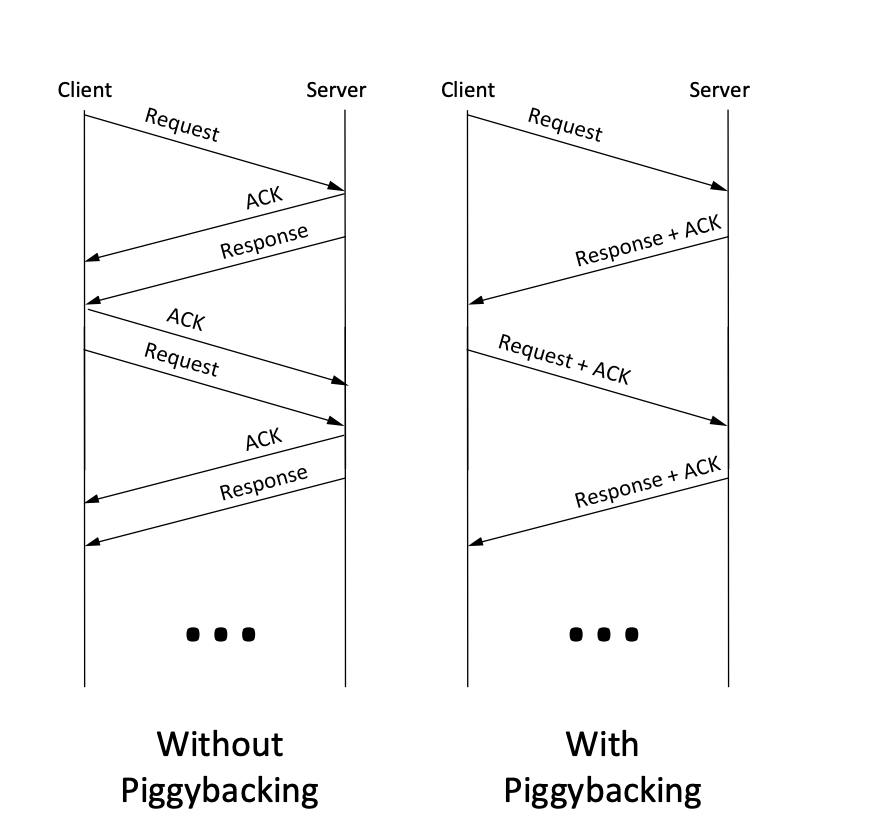 Client
Server
Request
ACK
Response
ACK
Request
ACK
Response
Without
Piggybacking
Client
Server
Request
Response + ACK
Request + ACK
Response + ACK
With
Piggybacking